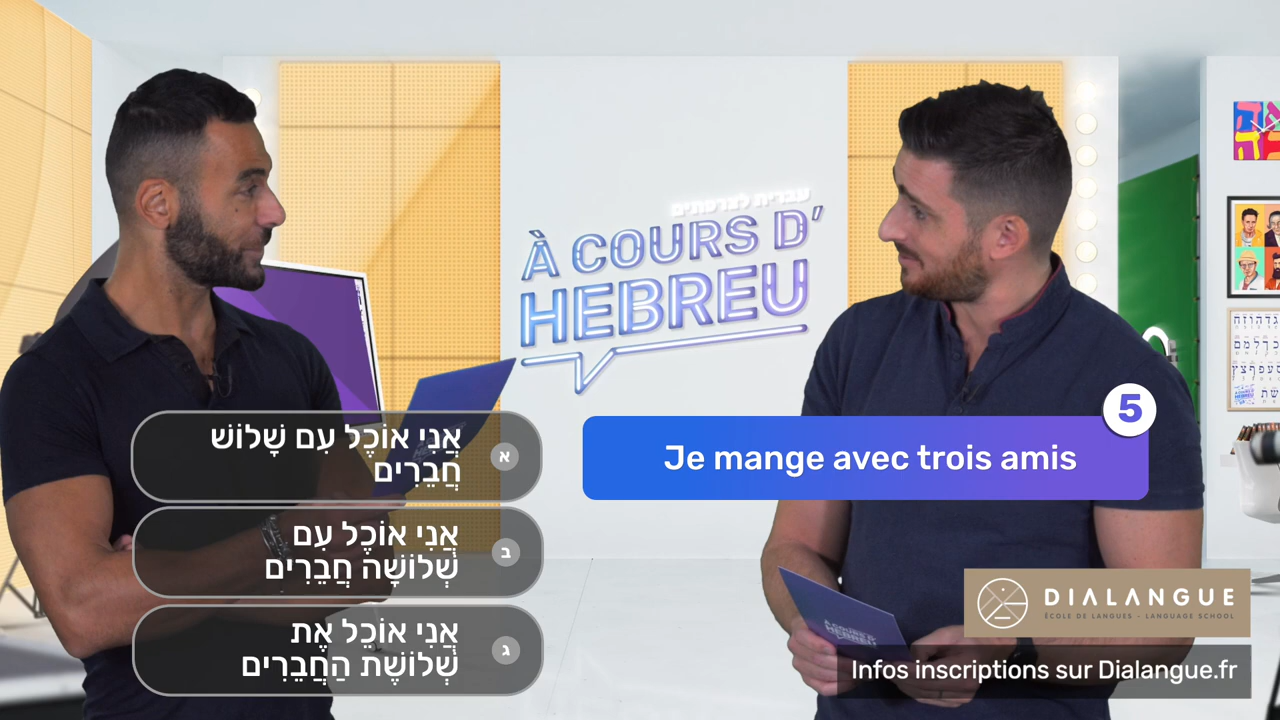 עברית לצרפתים
À COURS D'
HEBREU
אֲנִי אוֹכֶל עִם שָׁלוֹשׁ
חֲבֵרִים
א
אֲנִי אוֹכֶל עִם
שְׁלוֹשָׁה חֲבֵרִים
ב
אֲנִי אוֹכֵל אֶת
שְׁלוֹשֶׁת הַחֲבֵרִים
ג
5
Je mange avec trois amis
DIALANGUE
ÉCOLE DE LANGUES - LANGUAGE SCHOOL
Infos inscriptions sur Dialangue.fr